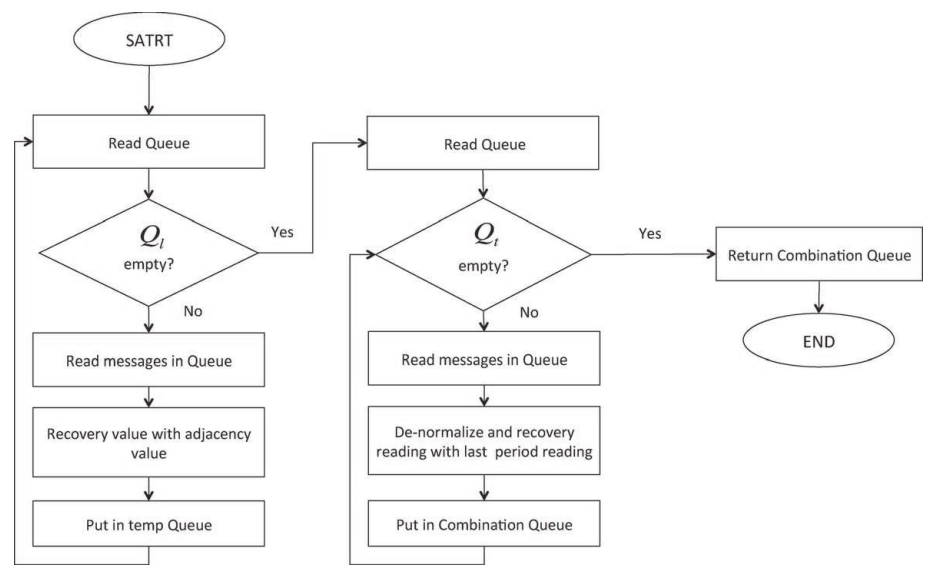 SATRT
Read Queue
Q_l
empty?
Yes
No
Read messages in Queue
Recovery value with adjacency
value
Put in temp Queue
Read Queue
Q_t
empty?
Yes
No
Read messages in Queue
De-normalize and recovery
reading with last period reading
Put in Combination Queue
Return Combination Queue
END